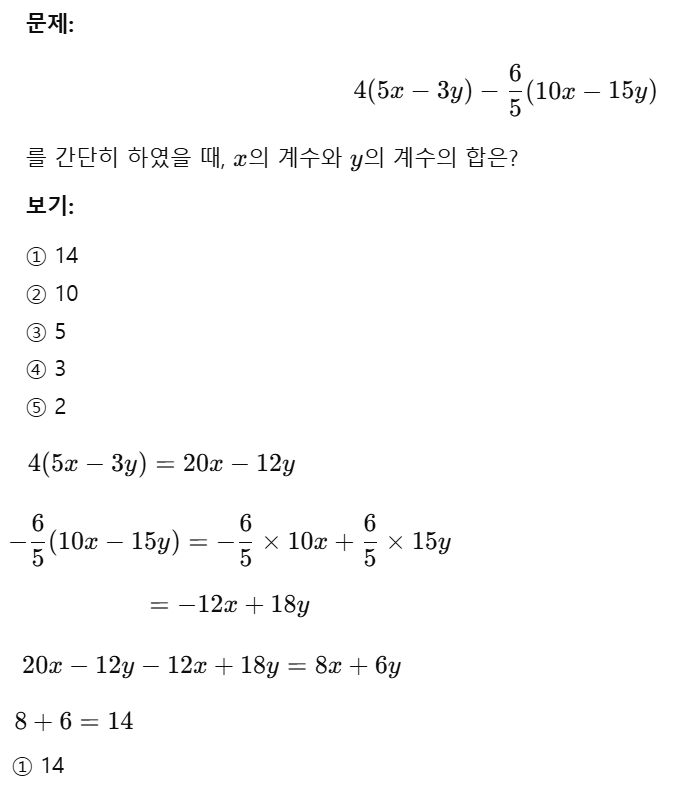 문제:
4(5x − 3y) − 6/5(10x − 15y)
를 간단히 하였을 때, x의 계수와 y의 계수의 합은?
보기:
① 14
② 10
③ 5
④ 3
⑤ 2
4(5x − 3y) = 20x − 12y
−6/5(10x − 15y) = −6/5 × 10x + 6/5 × 15y
= −12x + 18y
20x − 12y − 12x + 18y = 8x + 6y
8 + 6 = 14
① 14